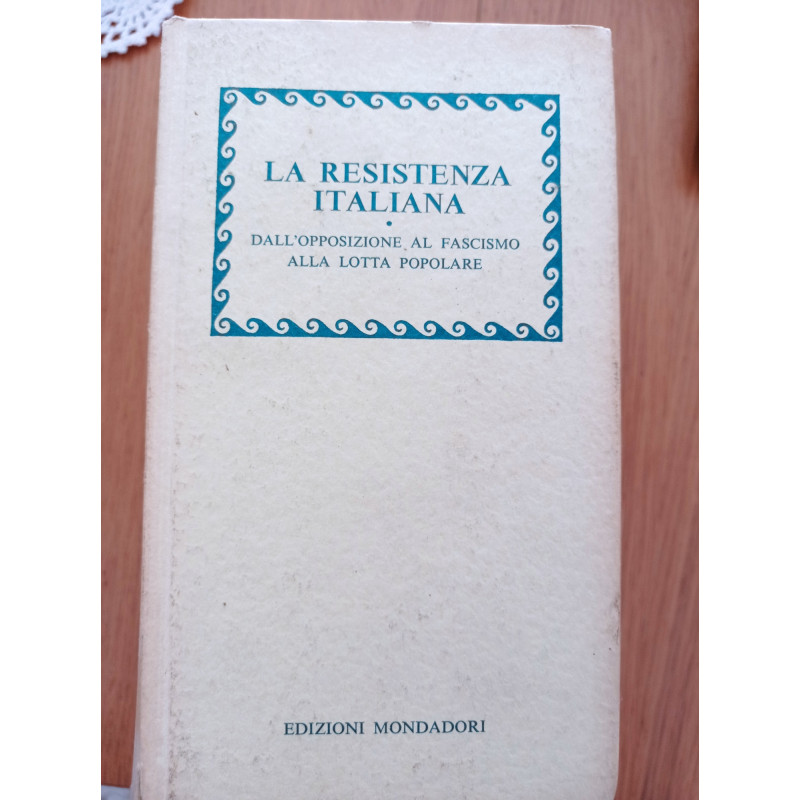 LA RESISTENZA
ITALIANA
DALL'OPPOSIZIONE AL FASCISMO
ALLA LOTTA POPOLARE
EDIZIONI MONDADORI